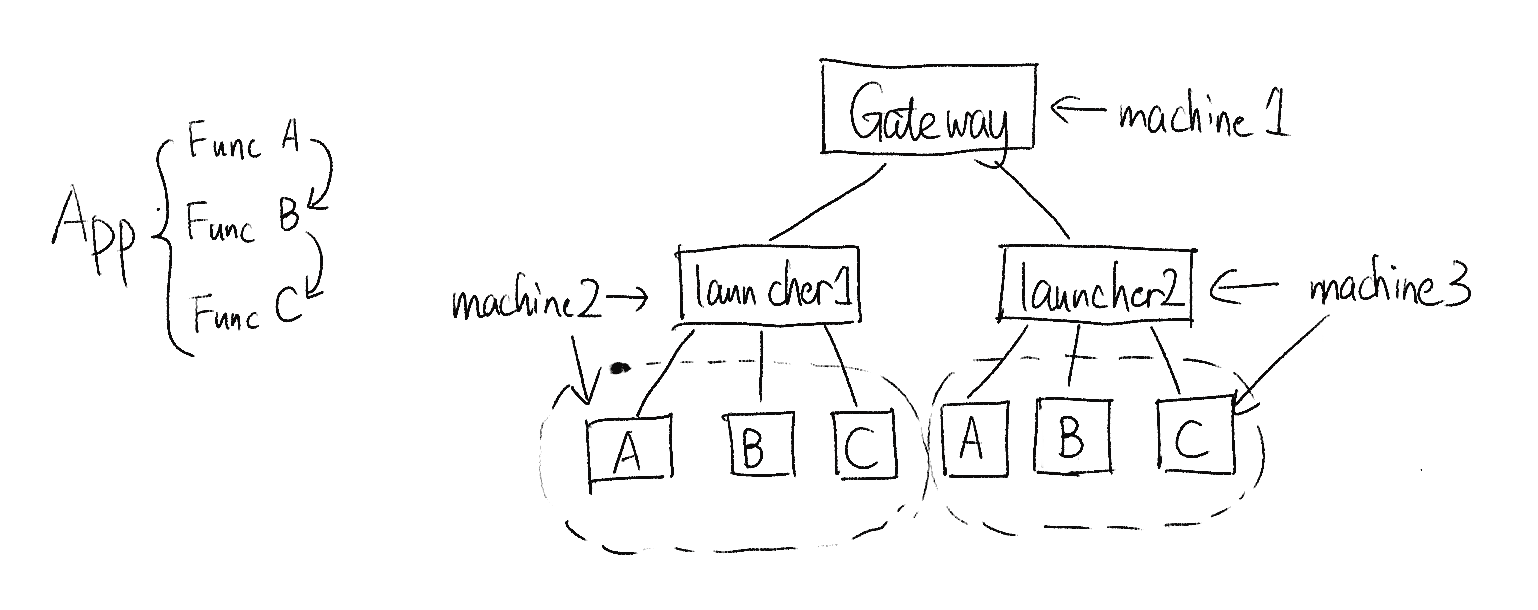 Gateway
machine 1
App
Func A
Func B
Func C
machine2
launcher1
launcher2
machine3
A
B
C
A
B
C